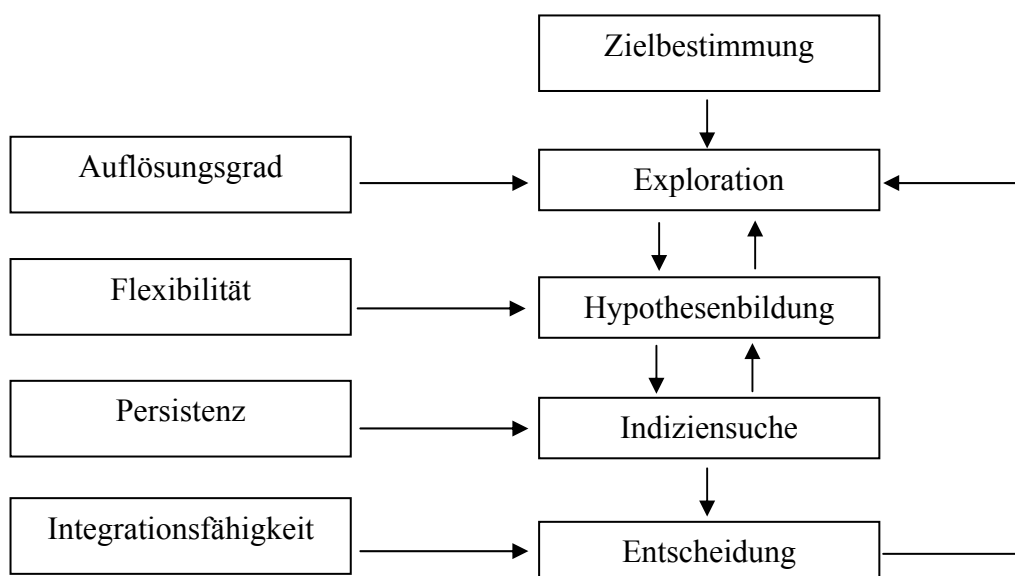 Zielbestimmung
Auflösungsgrad
Exploration
Flexibilität
Hypothesenbildung
Persistenz
Indiziensuche
Integrationsfähigkeit
Entscheidung